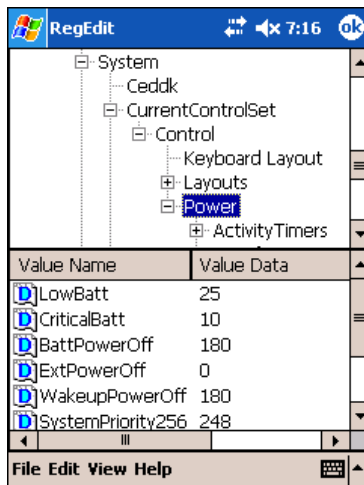 RegEdit 7:16 ok
System
Ceddk
CurrentControlSet
Control
Keyboard Layout
Layouts
Power
ActivityTimers
Value Name Value Data
LowBatt 25
CriticalBatt 10
BattPowerOff 180
ExtPowerOff 0
WakeupPowerOff 180
SystemPriority256 248
File Edit View Help